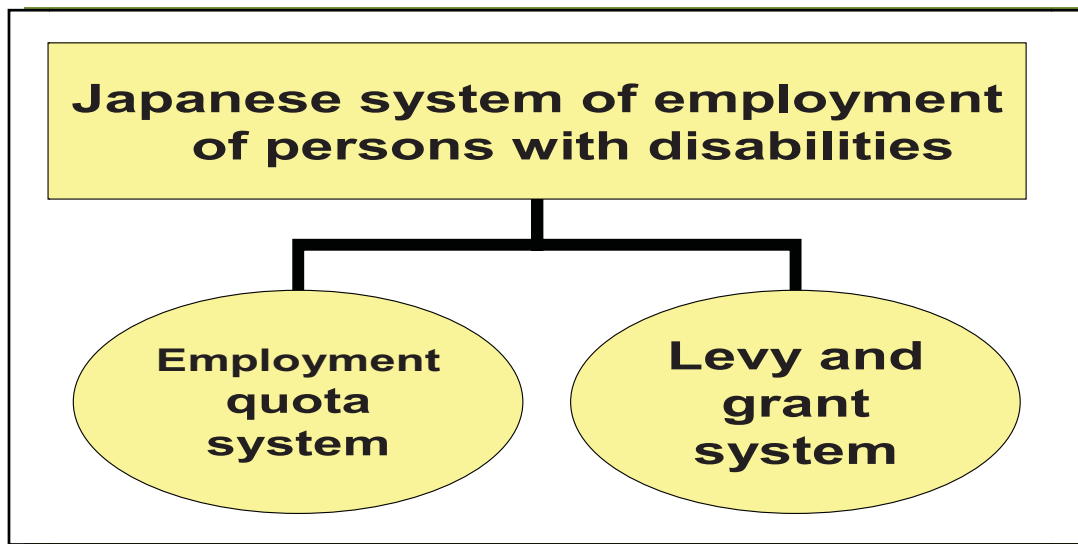 Japanese system of employment
of persons with disabilities
Employment
quota
system
Levy and
grant
system